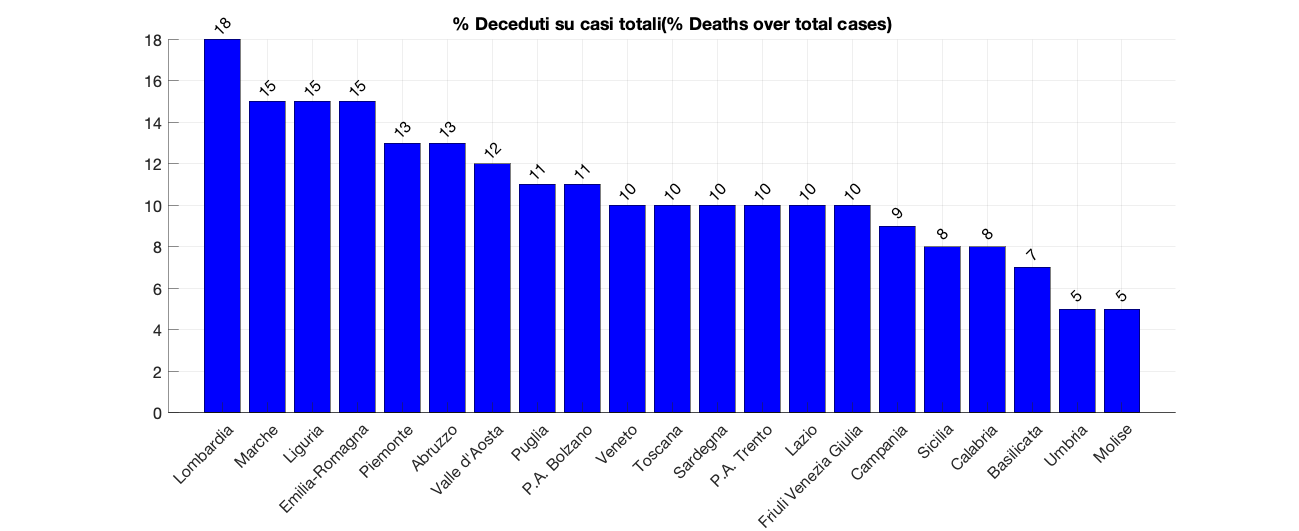 % Deceduti su casi totali(% Deaths over total cases)
18
16
14
12
10
8
6
4
2
0
18
15
15
15
13
13
12
11
11
10
10
10
10
10
10
9
8
8
7
5
5
Lombardia
Marche
Liguria
Emilia-Romagna
Piemonte
Abruzzo
Valle d'Aosta
Puglia
P.A. Bolzano
Veneto
Toscana
Sardegna
P.A. Trento
Lazio
Friuli Venezia Giulia
Campania
Sicilia
Calabria
Basilicata
Umbria
Molise